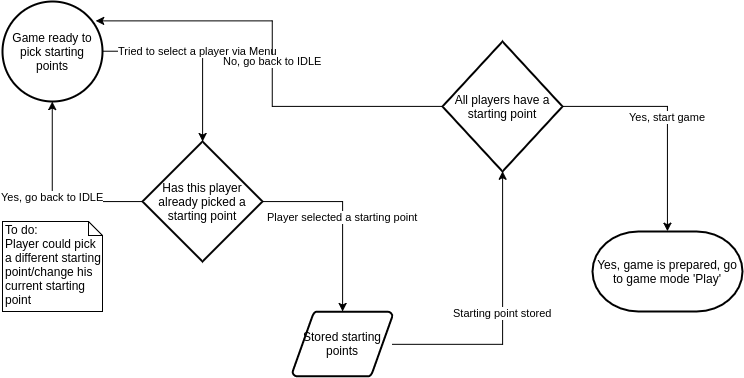 Game ready to
pick starting
points
Tried to select a player via Menu
No, go back to IDLE
All players have a
starting point
Yes, start game
Has this player
already picked a
starting point
Yes, go back to IDLE
Player selected a starting point
To do:
Player could pick
a different starting
point/change his
current starting
point
Yes, game is prepared, go
to game mode 'Play'
Starting point stored
Stored starting
points